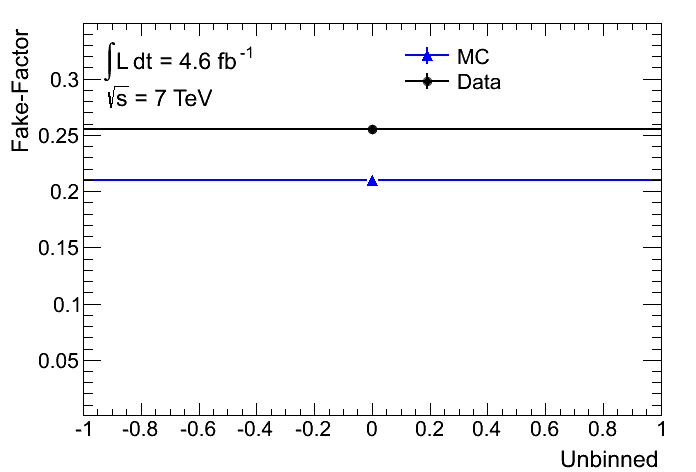 Fake-Factor
∫L dt = 4.6 fb⁻¹
√s = 7 TeV
MC
Data
0.3
0.25
0.2
0.15
0.1
0.05
-1 -0.8 -0.6 -0.4 -0.2 0 0.2 0.4 0.6 0.8 1
Unbinned